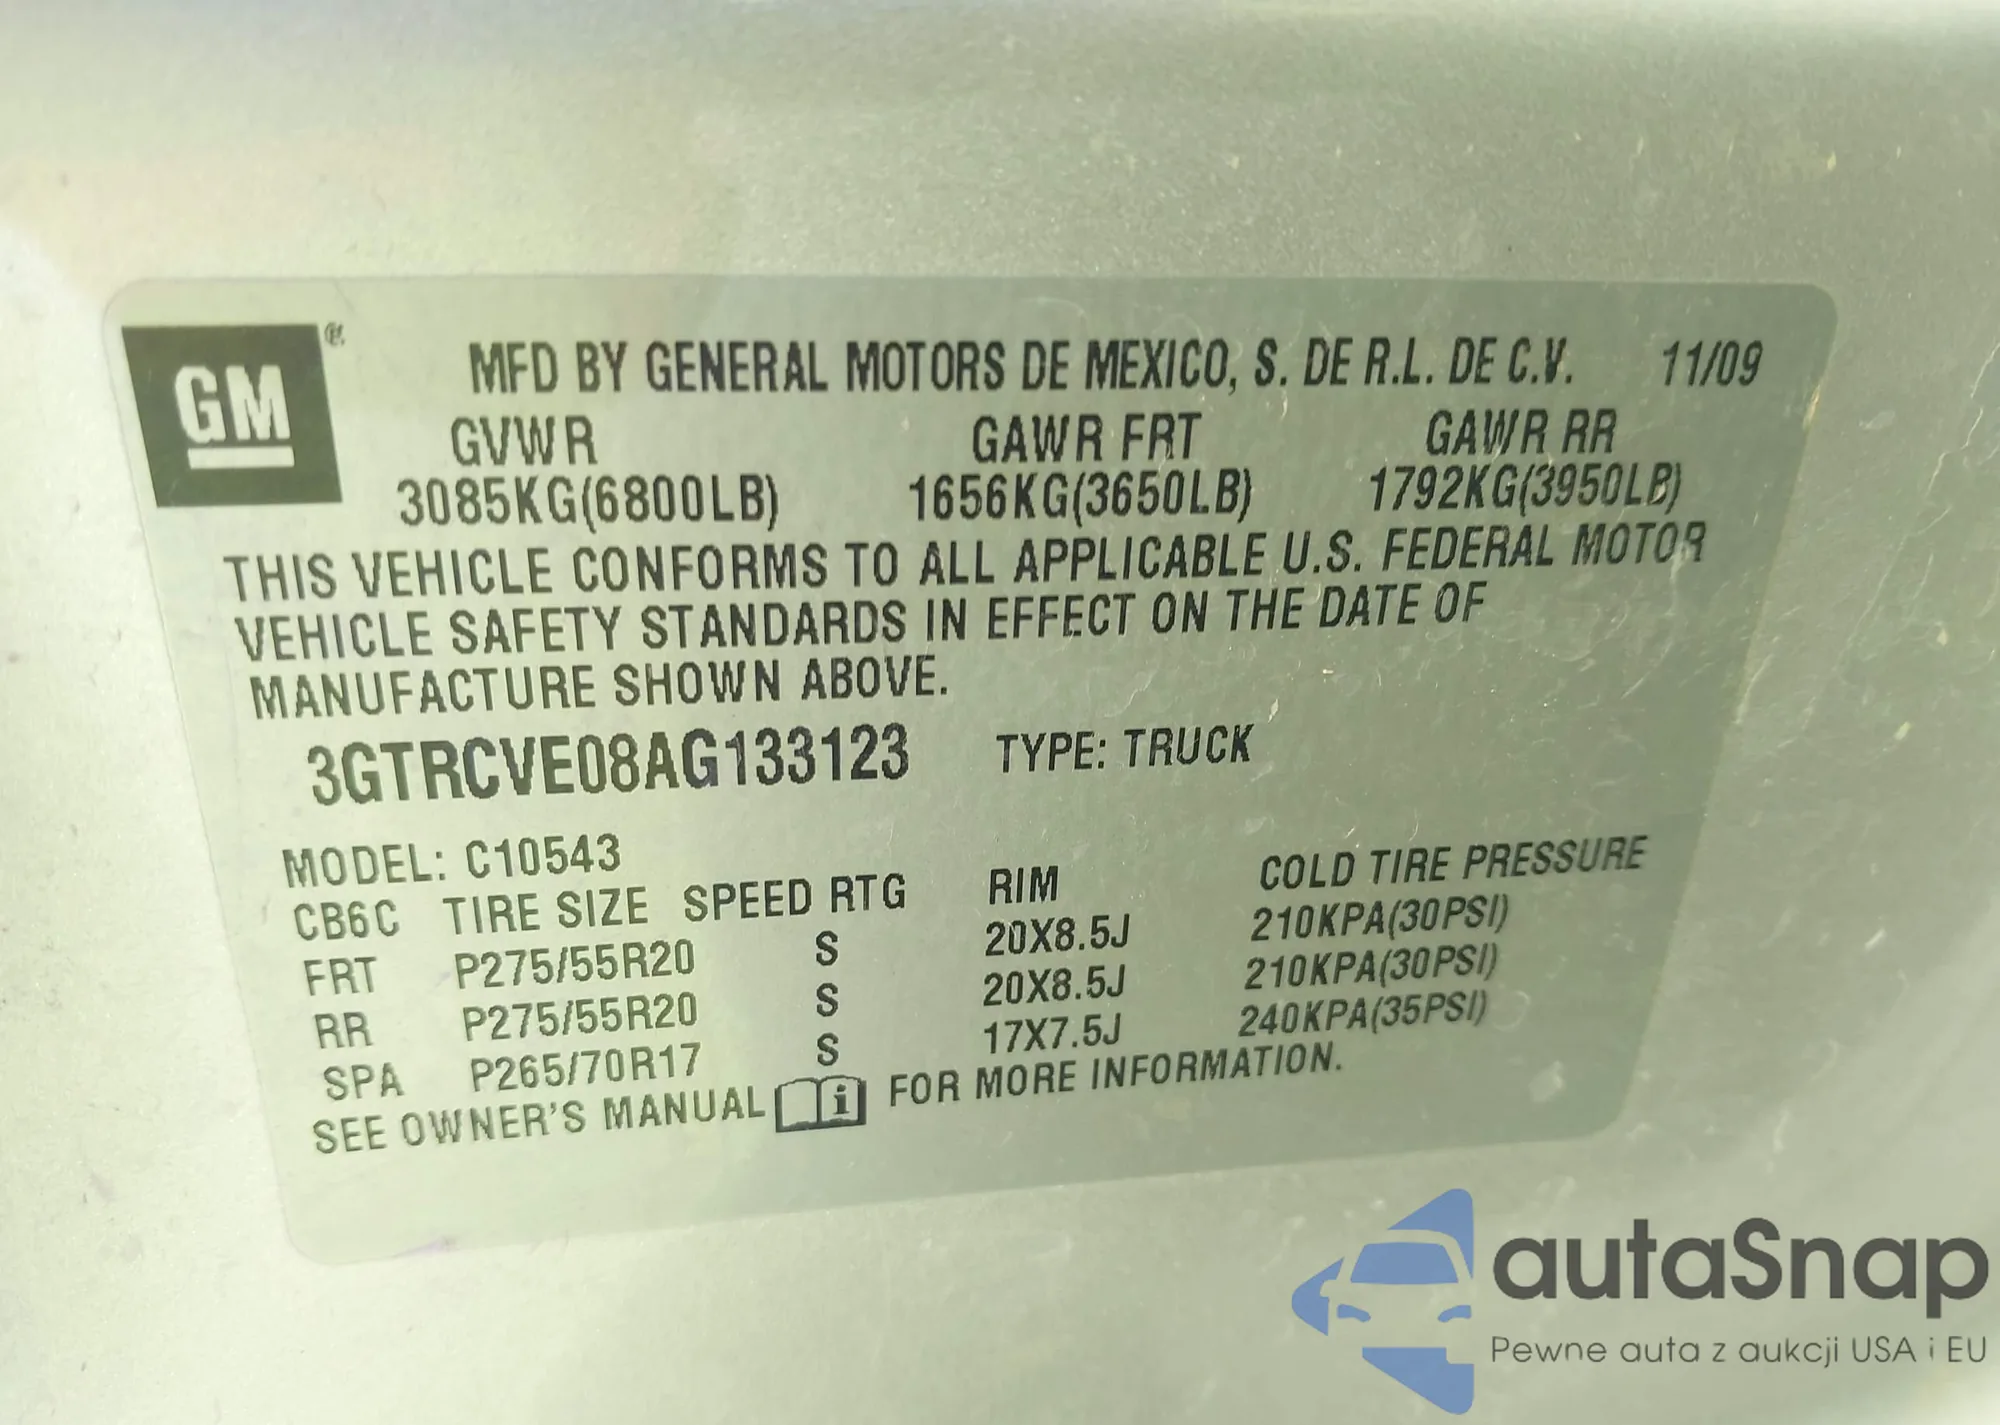 GM®
MFD BY GENERAL MOTORS DE MEXICO, S. DE R.L. DE C.V. 11/09
GVWR GAWR FRT GAWR RR
3085KG(6800LB) 1656KG(3650LB) 1792KG(3950LB)
THIS VEHICLE CONFORMS TO ALL APPLICABLE U.S. FEDERAL MOTOR
VEHICLE SAFETY STANDARDS IN EFFECT ON THE DATE OF
MANUFACTURE SHOWN ABOVE.
3GTRCVE08AG133123 TYPE: TRUCK
MODEL: C10543
CB6C TIRE SIZE SPEED RTG RIM COLD TIRE PRESSURE
FRT P275/55R20 S 20X8.5J 210KPA(30PSI)
RR P275/55R20 S 20X8.5J 210KPA(30PSI)
SPA P265/70R17 S 17X7.5J 240KPA(35PSI)
SEE OWNER'S MANUAL i FOR MORE INFORMATION.
autaSnap
Pewne auta z aukcji USA i EU